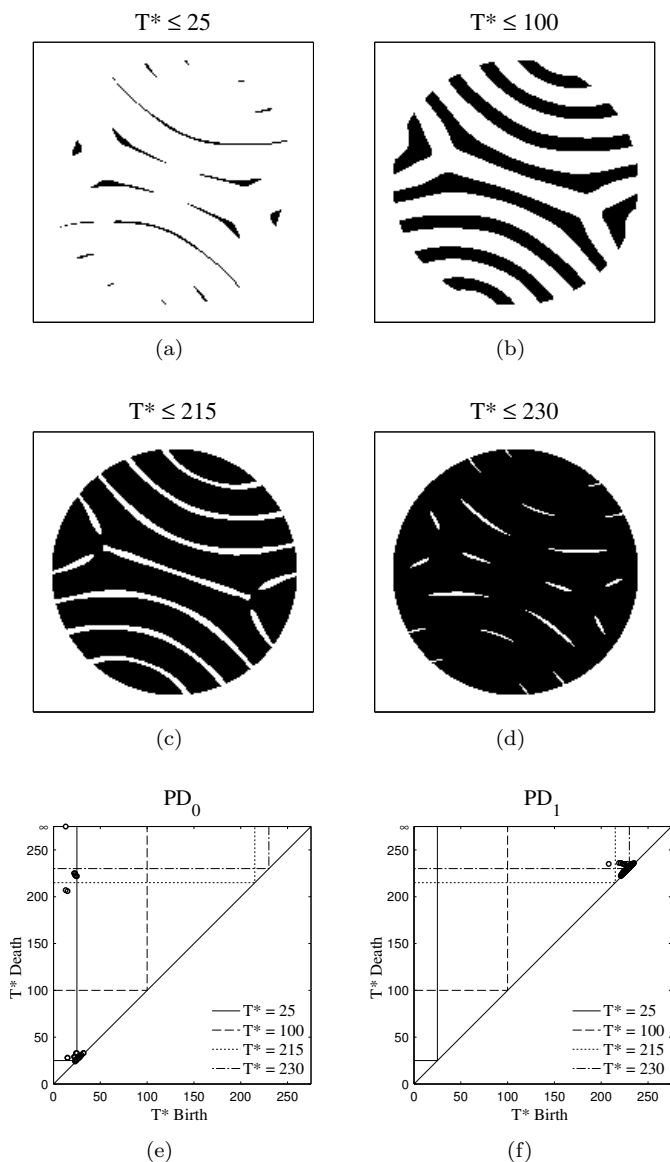 T* ≤ 25
T* ≤ 100
(a)
(b)
T* ≤ 215
T* ≤ 230
(c)
(d)
PD0
∞
250
200
150
100
50
0
T* Death
0 50 100 150 200 250
T* Birth
T* = 25
T* = 100
T* = 215
T* = 230
(e)
PD1
∞
250
200
150
100
50
0
T* Death
0 50 100 150 200 250
T* Birth
T* = 25
T* = 100
T* = 215
T* = 230
(f)